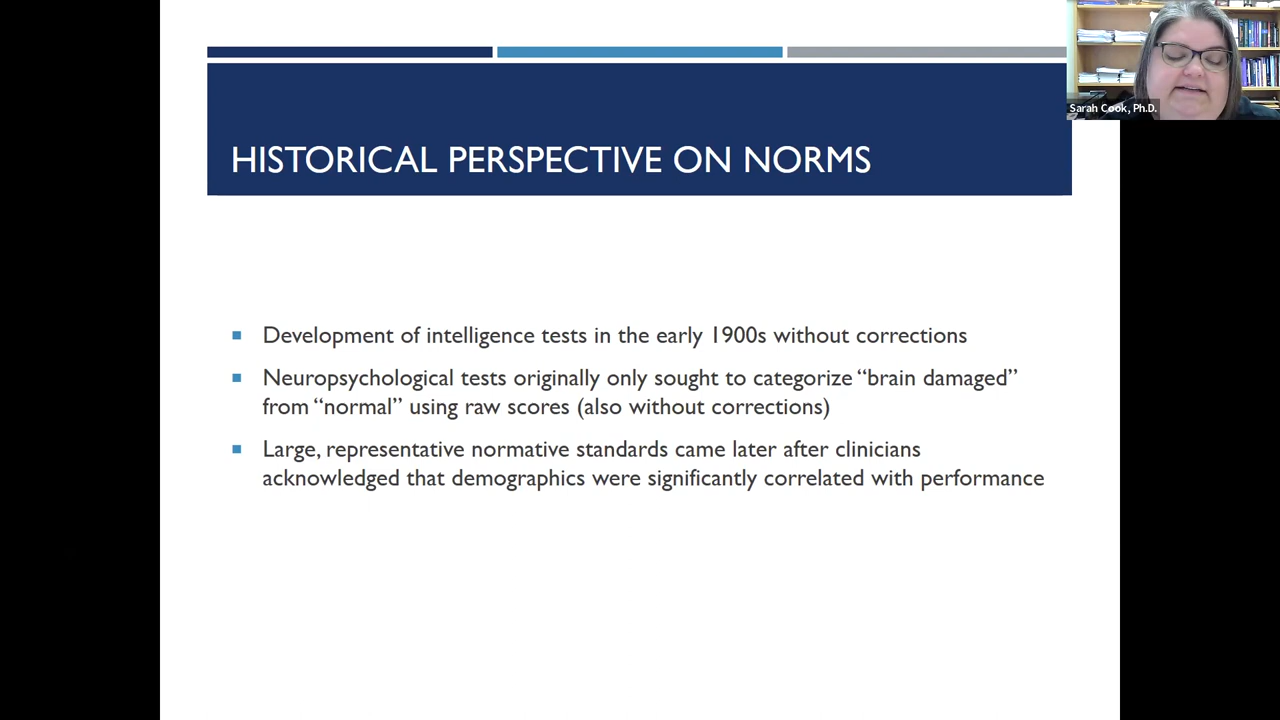 Sarah Cook, Ph.D.
HISTORICAL PERSPECTIVE ON NORMS
Development of intelligence tests in the early 1900s without corrections
Neuropsychological tests originally only sought to categorize “brain damaged”
from “normal” using raw scores (also without corrections)
Large, representative normative standards came later after clinicians
acknowledged that demographics were significantly correlated with performance